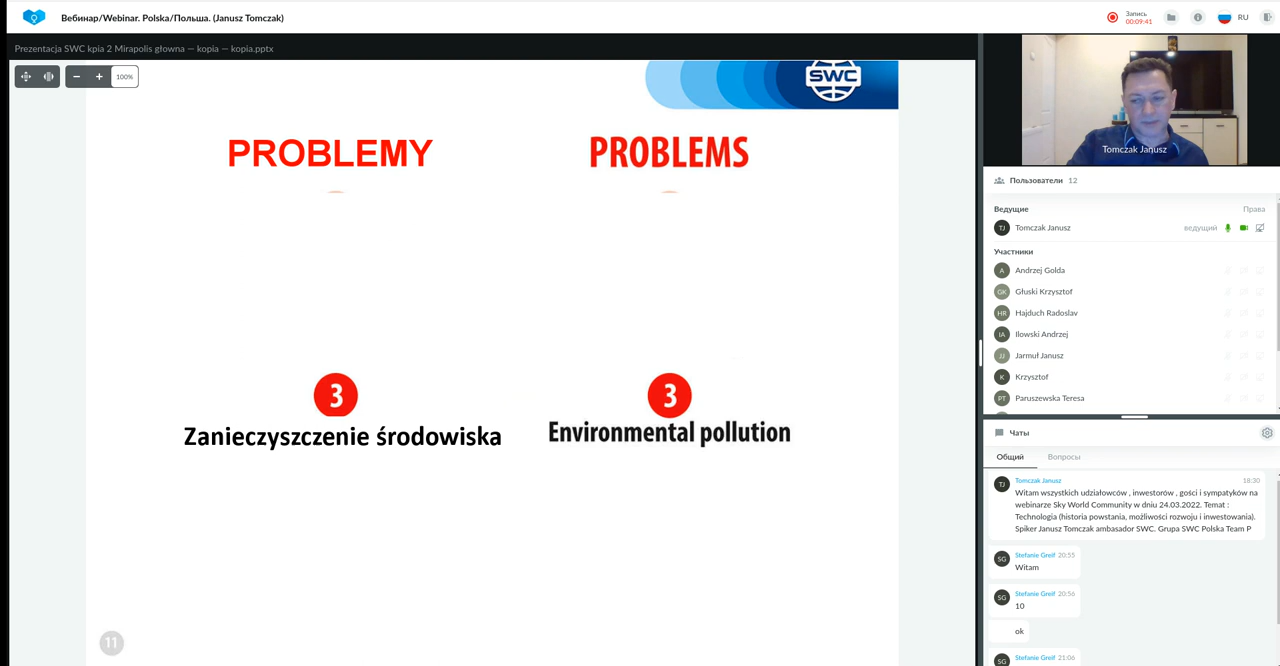 Вебинар/Webinar. Polska/Польша. (Janusz Tomczak)
Запись
00:09:41
RU
Prezentacja SWC kpia 2 Mirapolis głowna — kopia — kopia.pptx
100%
SWC
PROBLEMY
PROBLEMS
3
Zanieczyszczenie środowiska
3
Environmental pollution
11
Tomczak Janusz
Пользователи 12
Ведущие
Права
TJ
Tomczak Janusz
ведущий
Участники
A
Andrzej Golda
GK
Głuski Krzysztof
HR
Hajduch Radoslav
IA
Ilowski Andrzej
JJ
Jarmuł Janusz
K
Krzysztof
PT
Paruszewska Teresa
Чаты
Общий
Вопросы
TJ
Tomczak Janusz 18:30
Witam wszystkich udziałowców , inwestorów , gości i sympatyków na
webinarze Sky World Community w dniu 24.03.2022. Temat :
Technologia (historia powstania, możliwości rozwoju i inwestowania).
Spiker Janusz Tomczak ambasador SWC. Grupa SWC Polska Team P
SG
Stefanie Greif 20:55
Witam
SG
Stefanie Greif 20:56
10
ok
SG
Stefanie Greif 21:06